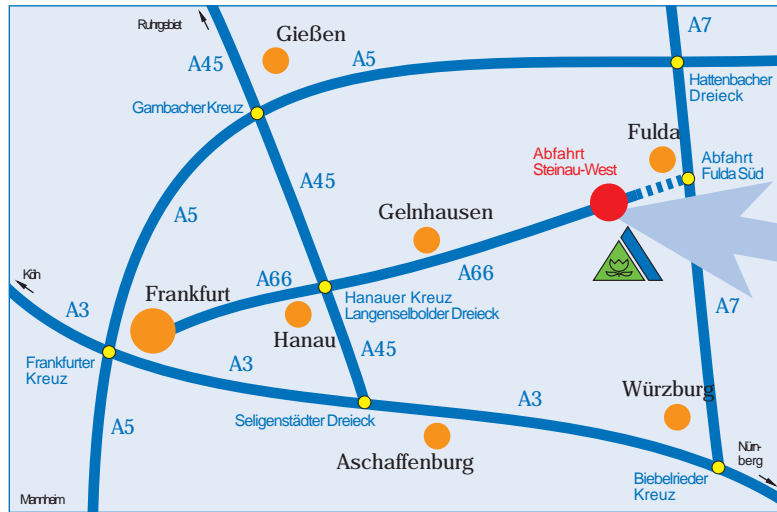 Ruhrgebiet
A7
Gießen
A45
A5
Hattenbacher
Dreieck
Gambacher Kreuz
Fulda
Abfahrt
Steinau-West
Abfahrt
Fulda Süd
A45
A5
Gelnhausen
Köln
A66
A66
Frankfurt
A3
Hanauer Kreuz
Langenselbolder Dreieck
A7
Hanau
A45
Frankfurter
Kreuz
A3
Würzburg
A3
A5
Seligenstädter Dreieck
Aschaffenburg
Nürn-
berg
Biebelrieder
Kreuz
Mannheim